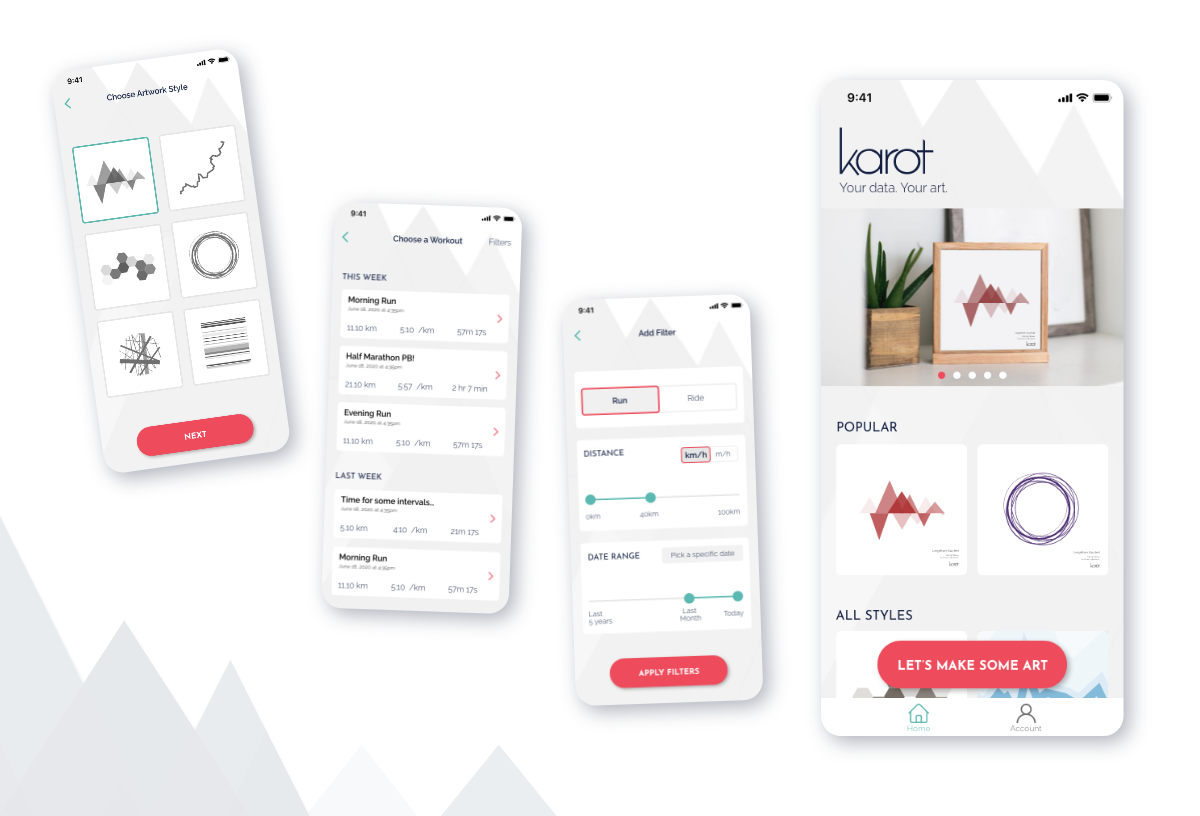 9:41
Choose Artwork Style
NEXT
9:41
Choose a Workout
Filters
THIS WEEK
Morning Run
June 18, 2020 at 4:35pm
11.10 km 5:10 /km 57m 17s
Half Marathon PB!
June 18, 2020 at 4:35pm
21.10 km 5:57 /km 2 hr 7 min
Evening Run
June 18, 2020 at 4:35pm
11.10 km 5:10 /km 57m 17s
LAST WEEK
Time for some intervals...
June 18, 2020 at 4:35pm
5.10 km 4:10 /km 21m 17s
Morning Run
June 18, 2020 at 4:35pm
11.10 km 5:10 /km 57m 17s
9:41
Add Filter
Run
Ride
DISTANCE
km/h
m/h
0km
40km
100km
DATE RANGE
Pick a specific date
Last
5 years
Last
Month
Today
APPLY FILTERS
9:41
karot
Your data. Your art.
karot
POPULAR
karot
karot
ALL STYLES
LET'S MAKE SOME ART
Home
Account